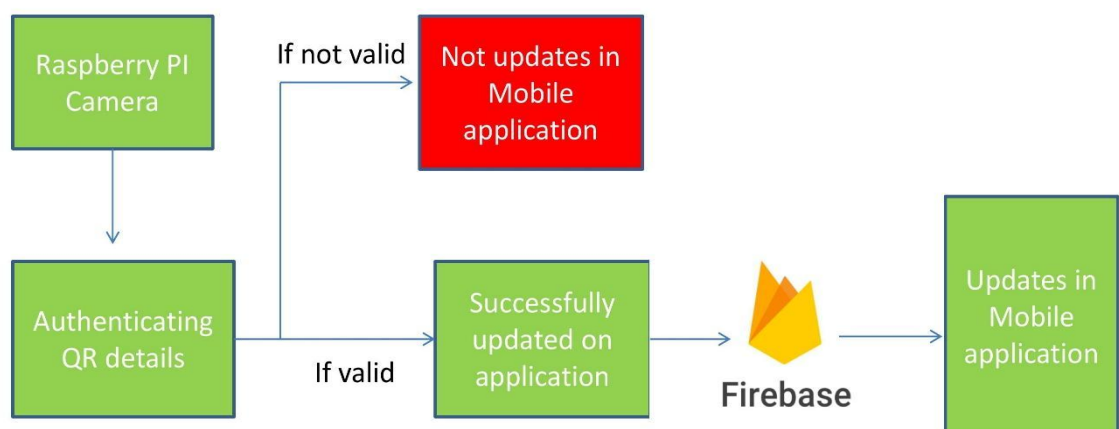 Raspberry PI
Camera
If not valid
Not updates in
Mobile
application
Authenticating
QR details
If valid
Successfully
updated on
application
Firebase
Updates in
Mobile
application